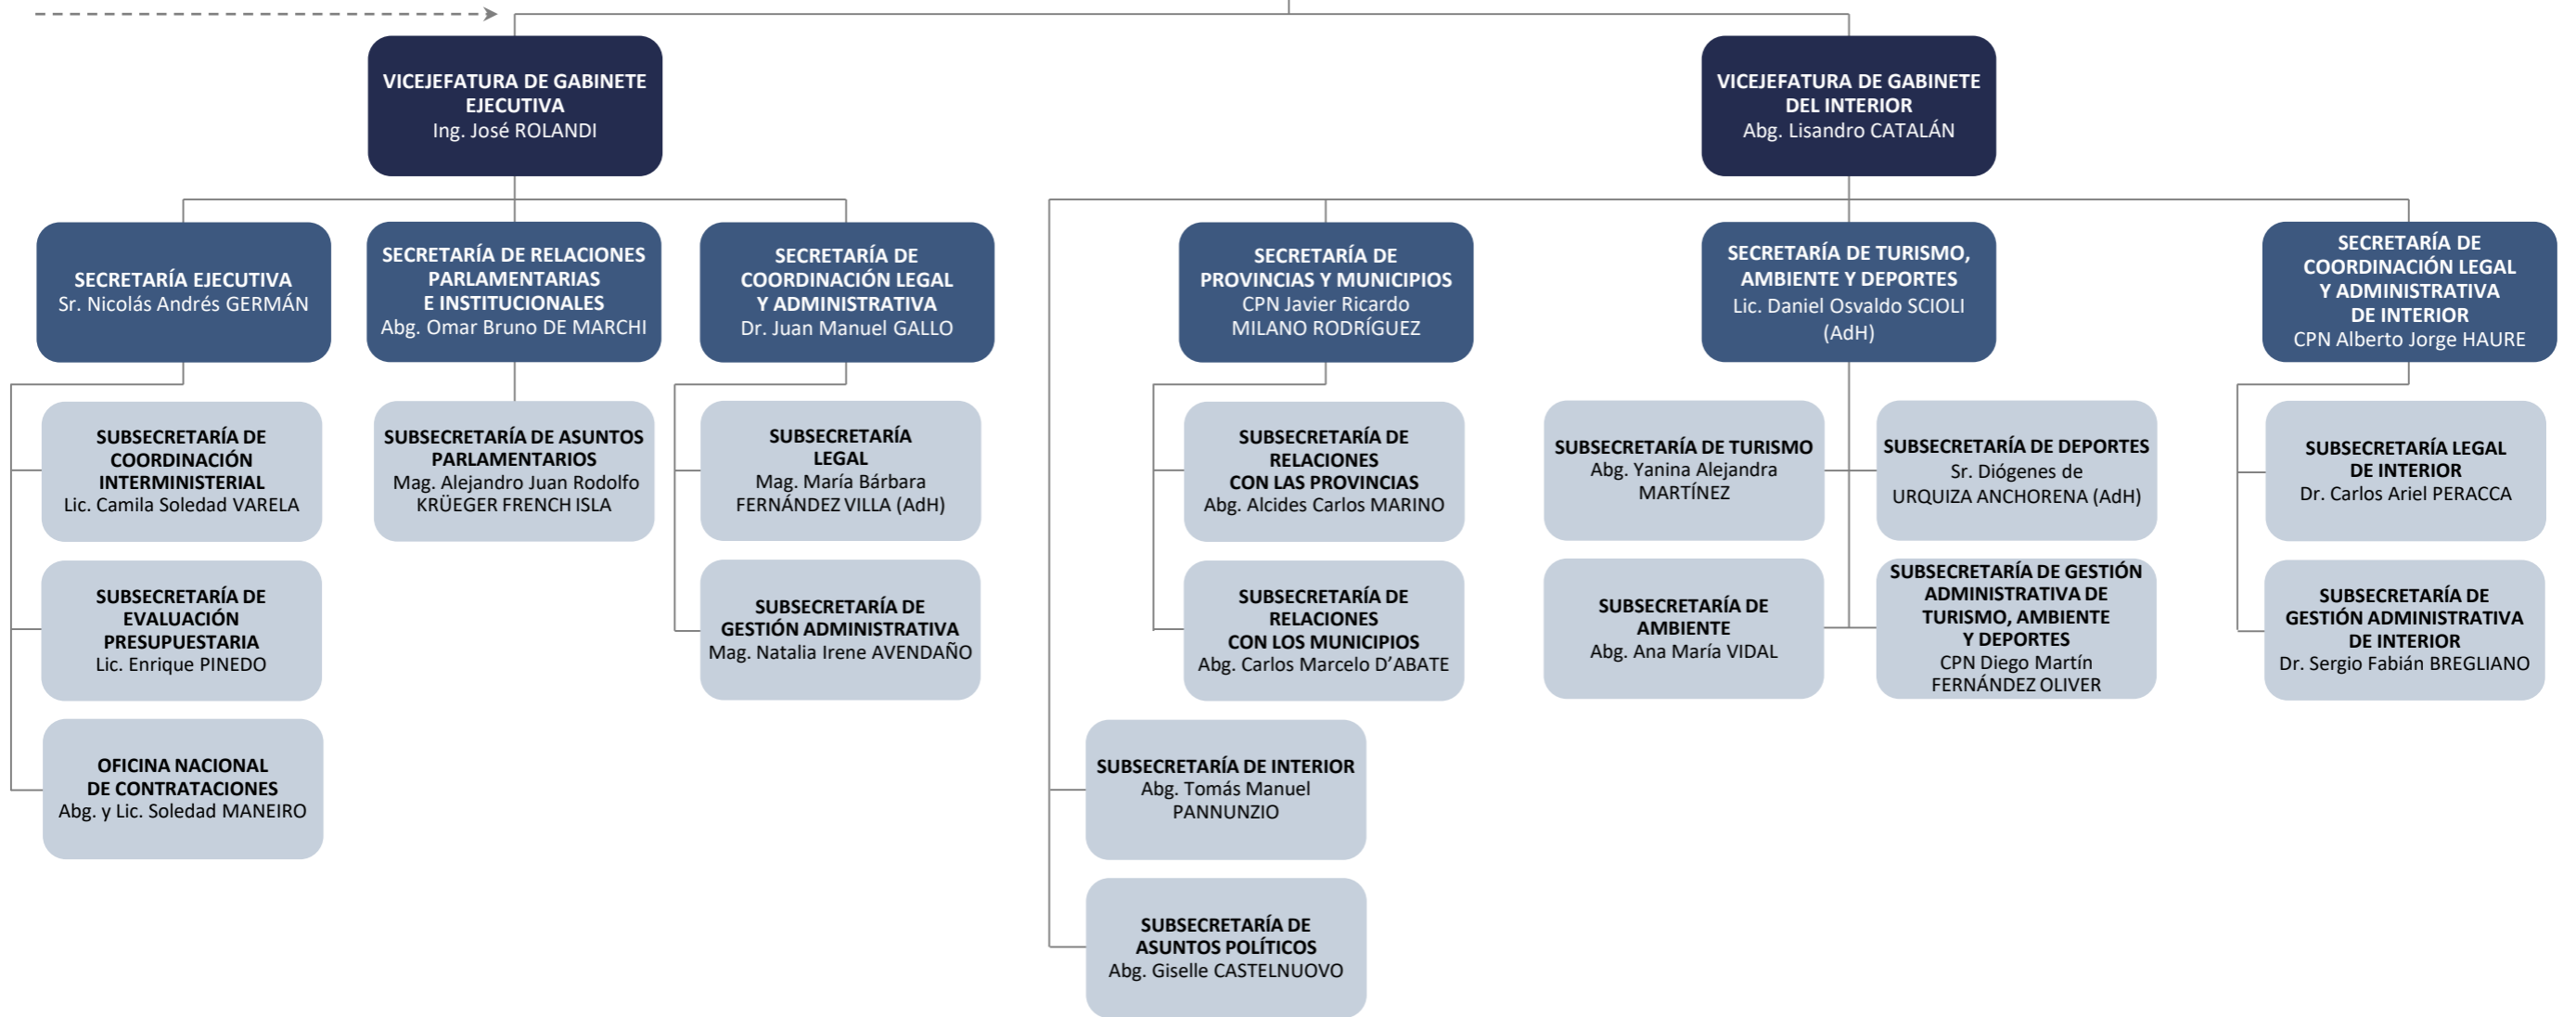 VICEJEFATURA DE GABINETE
EJECUTIVA
Ing. José ROLANDI
VICEJEFATURA DE GABINETE
DEL INTERIOR
Abg. Lisandro CATALÁN
SECRETARÍA EJECUTIVA
Sr. Nicolás Andrés GERMÁN
SECRETARÍA DE RELACIONES
PARLAMENTARIAS
E INSTITUCIONALES
Abg. Omar Bruno DE MARCHI
SECRETARÍA DE
COORDINACIÓN LEGAL
Y ADMINISTRATIVA
Dr. Juan Manuel GALLO
SECRETARÍA DE
PROVINCIAS Y MUNICIPIOS
CPN Javier Ricardo
MILANO RODRÍGUEZ
SECRETARÍA DE TURISMO,
AMBIENTE Y DEPORTES
Lic. Daniel Osvaldo SCIOLI
(AdH)
SECRETARÍA DE
COORDINACIÓN LEGAL
Y ADMINISTRATIVA
DE INTERIOR
CPN Alberto Jorge HAURE
SUBSECRETARÍA DE
COORDINACIÓN
INTERMINISTERIAL
Lic. Camila Soledad VARELA
SUBSECRETARÍA DE ASUNTOS
PARLAMENTARIOS
Mag. Alejandro Juan Rodolfo
KRÜEGER FRENCH ISLA
SUBSECRETARÍA
LEGAL
Mag. María Bárbara
FERNÁNDEZ VILLA (AdH)
SUBSECRETARÍA DE
RELACIONES
CON LAS PROVINCIAS
Abg. Alcides Carlos MARINO
SUBSECRETARÍA DE TURISMO
Abg. Yanina Alejandra
MARTÍNEZ
SUBSECRETARÍA DE DEPORTES
Sr. Diógenes de
URQUIZA ANCHORENA (AdH)
SUBSECRETARÍA LEGAL
DE INTERIOR
Dr. Carlos Ariel PERACCA
SUBSECRETARÍA DE
EVALUACIÓN
PRESUPUESTARIA
Lic. Enrique PINEDO
SUBSECRETARÍA DE
GESTIÓN ADMINISTRATIVA
Mag. Natalia Irene AVENDAÑO
SUBSECRETARÍA DE
RELACIONES
CON LOS MUNICIPIOS
Abg. Carlos Marcelo D’ABATE
SUBSECRETARÍA DE
AMBIENTE
Abg. Ana María VIDAL
SUBSECRETARÍA DE GESTIÓN
ADMINISTRATIVA DE
TURISMO, AMBIENTE
Y DEPORTES
CPN Diego Martín
FERNÁNDEZ OLIVER
SUBSECRETARÍA DE
GESTIÓN ADMINISTRATIVA
DE INTERIOR
Dr. Sergio Fabián BREGLIANO
OFICINA NACIONAL
DE CONTRATACIONES
Abg. y Lic. Soledad MANEIRO
SUBSECRETARÍA DE INTERIOR
Abg. Tomás Manuel
PANNUNZIO
SUBSECRETARÍA DE
ASUNTOS POLÍTICOS
Abg. Giselle CASTELNUOVO